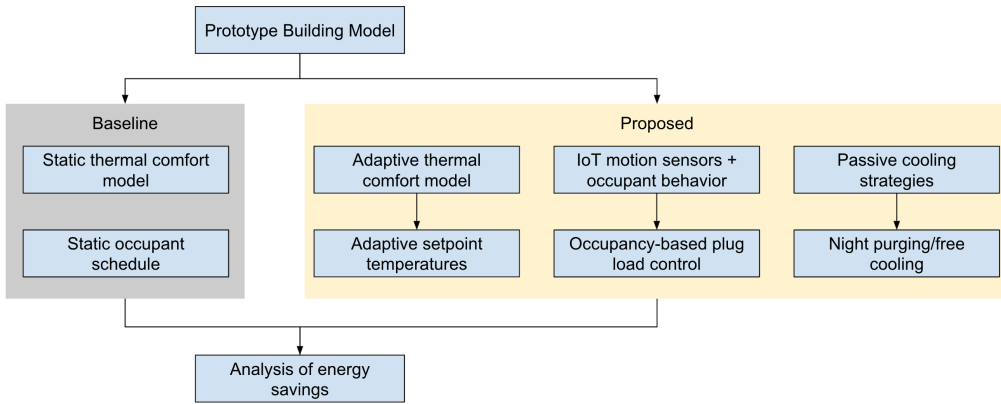 Prototype Building Model
Baseline
Static thermal comfort
model
Static occupant
schedule
Proposed
Adaptive thermal
comfort model
Adaptive setpoint
temperatures
IoT motion sensors +
occupant behavior
Occupancy-based plug
load control
Passive cooling
strategies
Night purging/free
cooling
Analysis of energy
savings